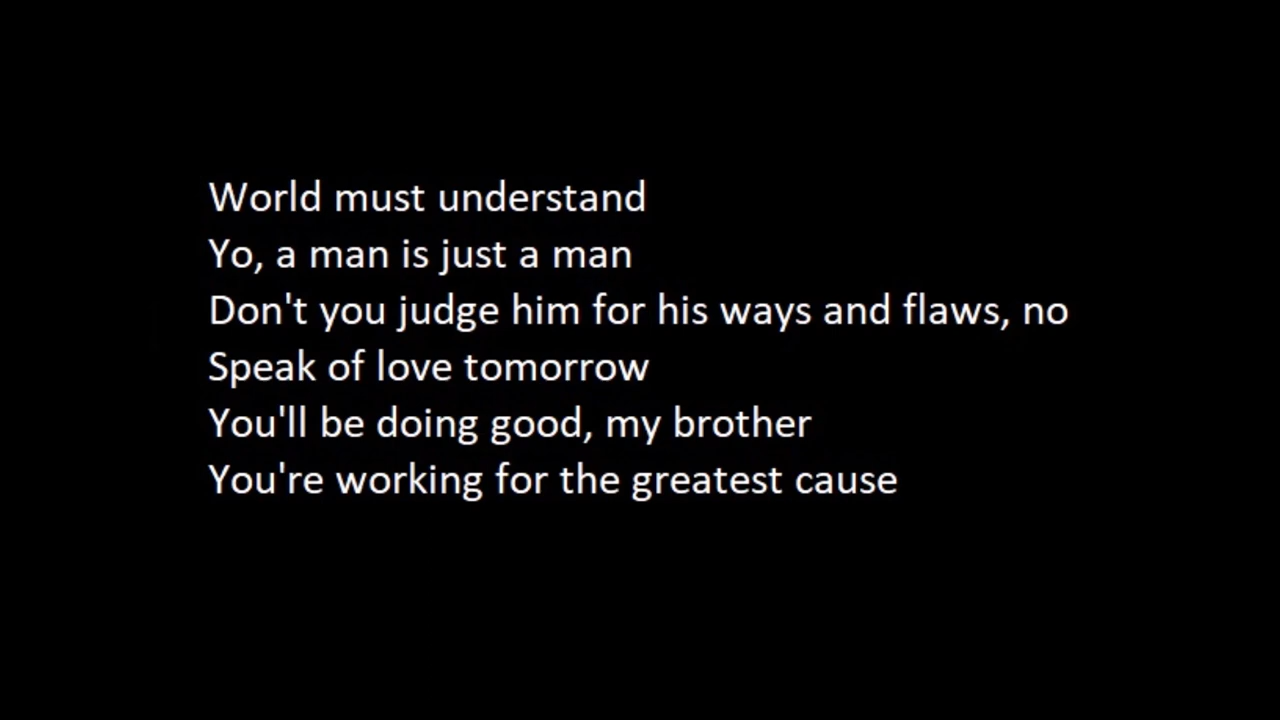 World must understand
Yo, a man is just a man
Don't you judge him for his ways and flaws, no
Speak of love tomorrow
You'll be doing good, my brother
You're working for the greatest cause